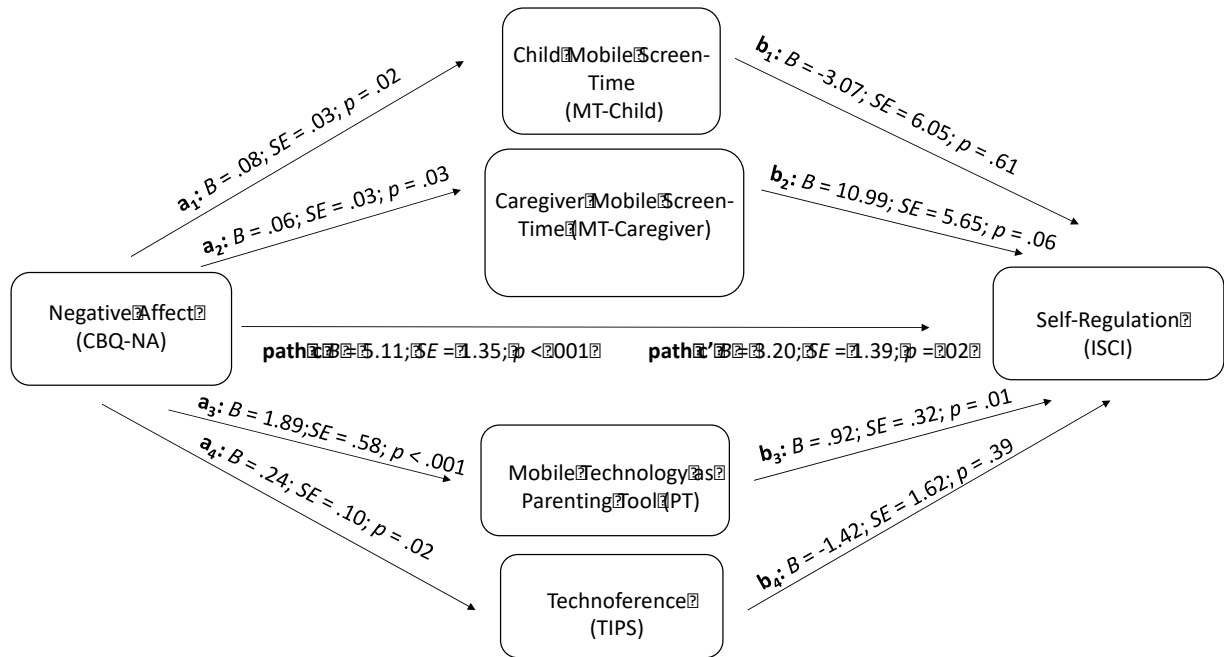 Child Mobile Screen-
Time
(MT-Child)
a1: B = .08; SE = .03; p = .02
b1: B = -3.07; SE = 6.05; p = .61
Caregiver Mobile Screen-
Time (MT-Caregiver)
a2: B = .06; SE = .03; p = .03
b2: B = 10.99; SE = 5.65; p = .06
Negative Affect
(CBQ-NA)
path c B = 5.11; SE = 1.35; p < .001
path c' B = 3.20; SE = 1.39; p = .02
Self-Regulation
(ISCI)
a3: B = 1.89;SE = .58; p < .001
b3: B = .92; SE = .32; p = .01
Mobile Technology as
Parenting Tool (PT)
a4: B = .24; SE = .10; p = .02
b4: B = -1.42; SE = 1.62; p = .39
Technoference
(TIPS)